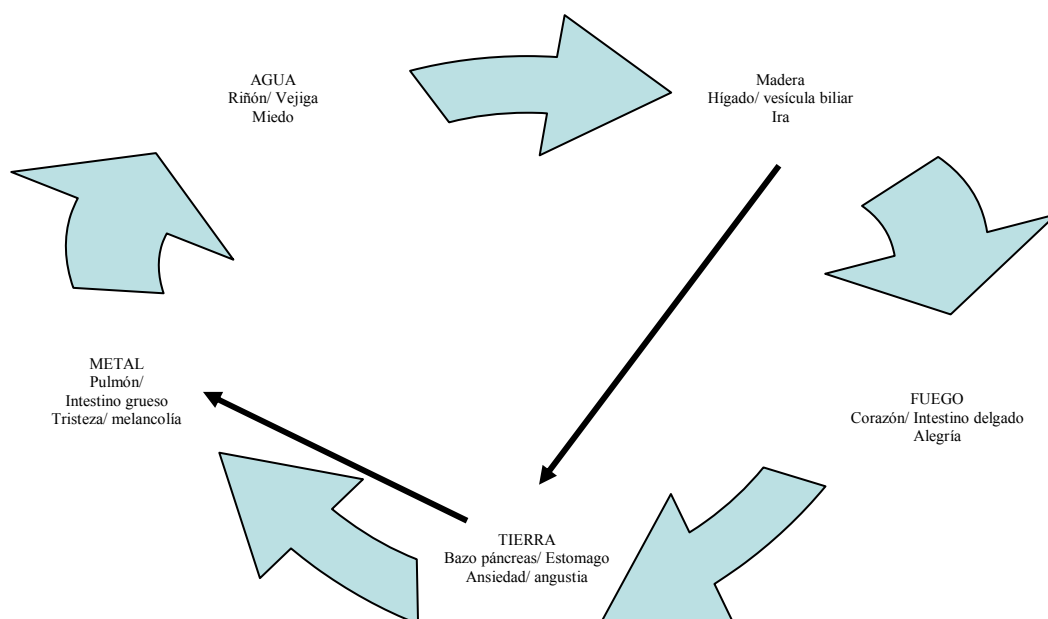 AGUA
Riñón/ Vejiga
Miedo
Madera
Hígado/ vesícula biliar
Ira
METAL
Pulmón/
Intestino grueso
Tristeza/ melancolía
FUEGO
Corazón/ Intestino delgado
Alegría
TIERRA
Bazo páncreas/ Estomago
Ansiedad/ angustia